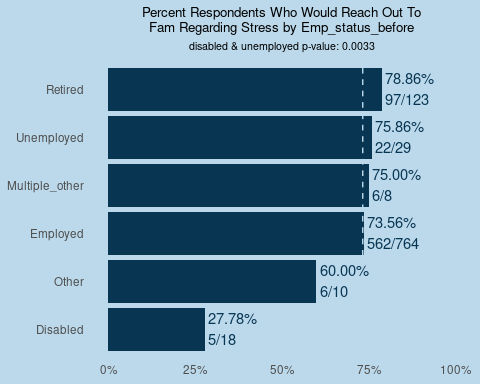 Percent Respondents Who Would Reach Out To
Fam Regarding Stress by Emp_status_before
disabled & unemployed p-value: 0.0033
Retired
78.86%
97/123
Unemployed
75.86%
22/29
Multiple_other
75.00%
6/8
Employed
73.56%
562/764
Other
60.00%
6/10
Disabled
27.78%
5/18
0%
25%
50%
75%
100%